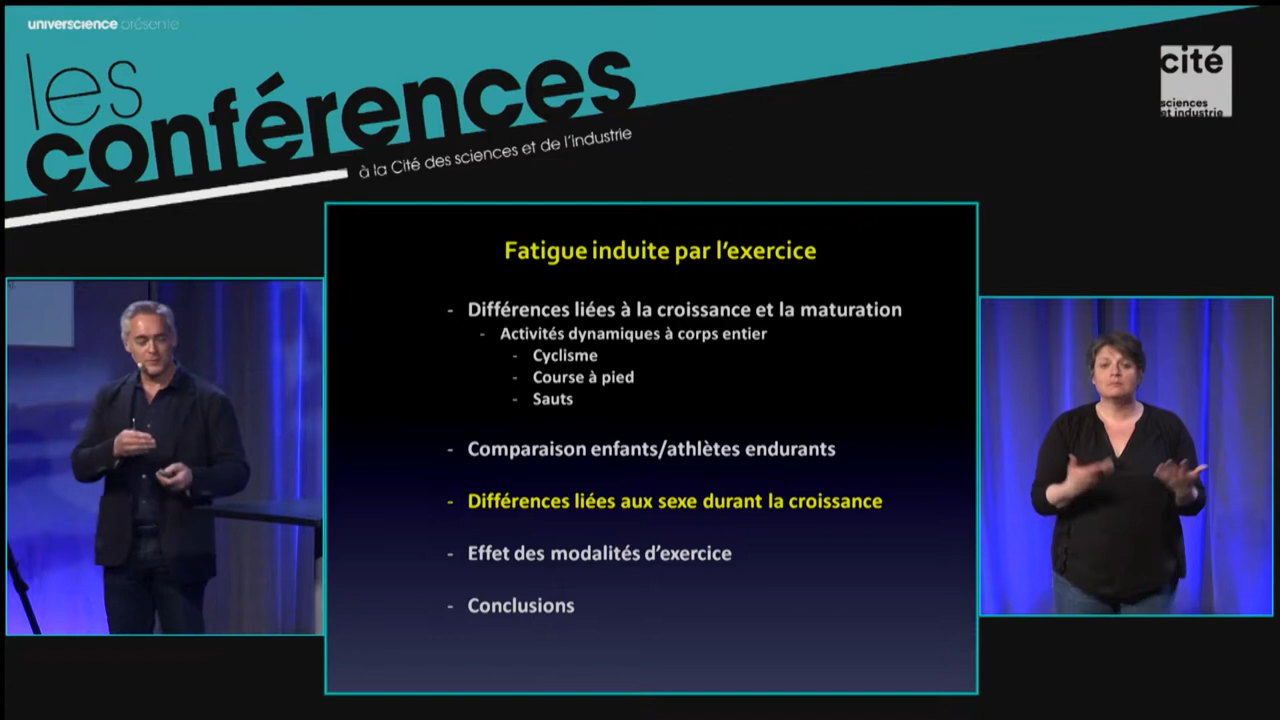 universcience présente
les
conférences
à la Cité des sciences et de l'industrie
cité
sciences
et industrie
Fatigue induite par l'exercice
- Différences liées à la croissance et la maturation
- Activités dynamiques à corps entier
- Cyclisme
- Course à pied
- Sauts
- Comparaison enfants/athlètes endurants
- Différences liées aux sexe durant la croissance
- Effet des modalités d'exercice
- Conclusions